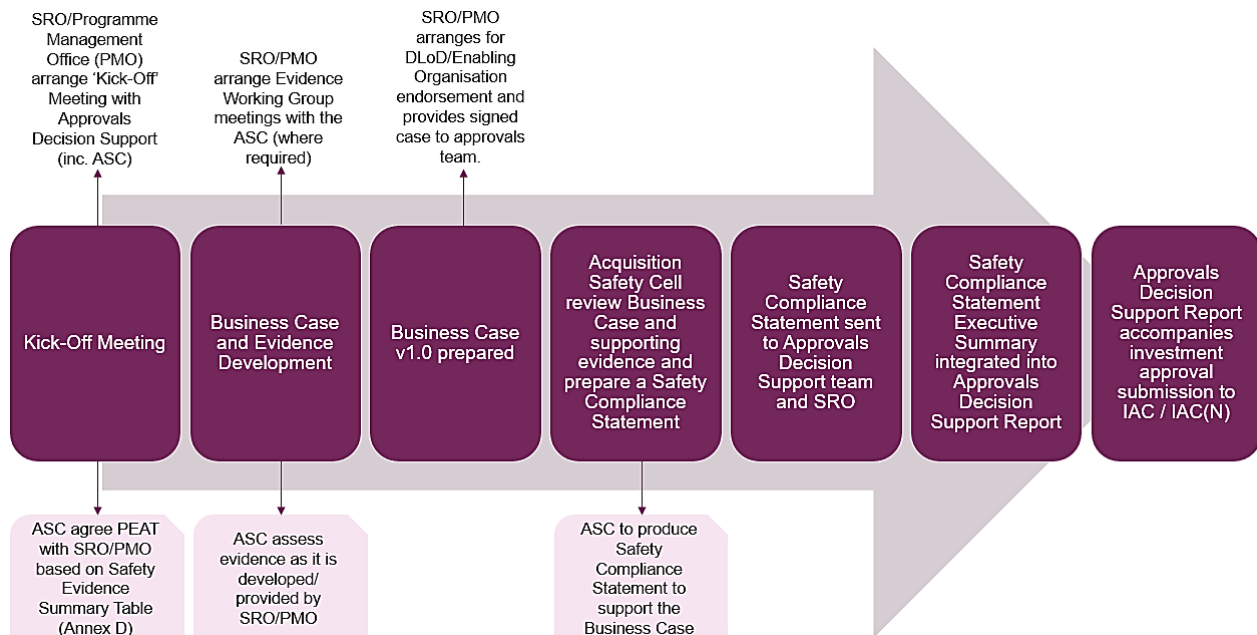 SRO/Programme
Management
Office (PMO)
arrange ‘Kick-Off’
Meeting with
Approvals
Decision Support
(inc. ASC)
SRO/PMO
arrange Evidence
Working Group
meetings with the
ASC (where
required)
SRO/PMO
arranges for
DLoD/Enabling
Organisation
endorsement and
provides signed
case to approvals
team.
Kick-Off Meeting
Business Case
and Evidence
Development
Business Case
v1.0 prepared
Acquisition
Safety Cell
review Business
Case and
supporting
evidence and
prepare a Safety
Compliance
Statement
Safety
Compliance
Statement sent
to Approvals
Decision
Support team
and SRO
Safety
Compliance
Statement
Executive
Summary
integrated into
Approvals
Decision
Support Report
Approvals
Decision
Support Report
accompanies
investment
approval
submission to
IAC / IAC(N)
ASC agree PEAT
with SRO/PMO
based on Safety
Evidence
Summary Table
(Annex D)
ASC assess
evidence as it is
developed/
provided by
SRO/PMO
ASC to produce
Safety
Compliance
Statement to
support the
Business Case